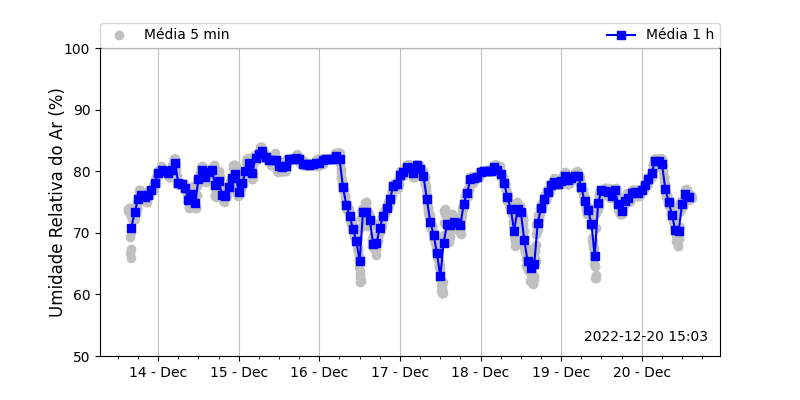 Média 5 min
Média 1 h
Umidade Relativa do Ar (%)
100
90
80
70
60
50
2022-12-20 15:03
14 - Dec
15 - Dec
16 - Dec
17 - Dec
18 - Dec
19 - Dec
20 - Dec